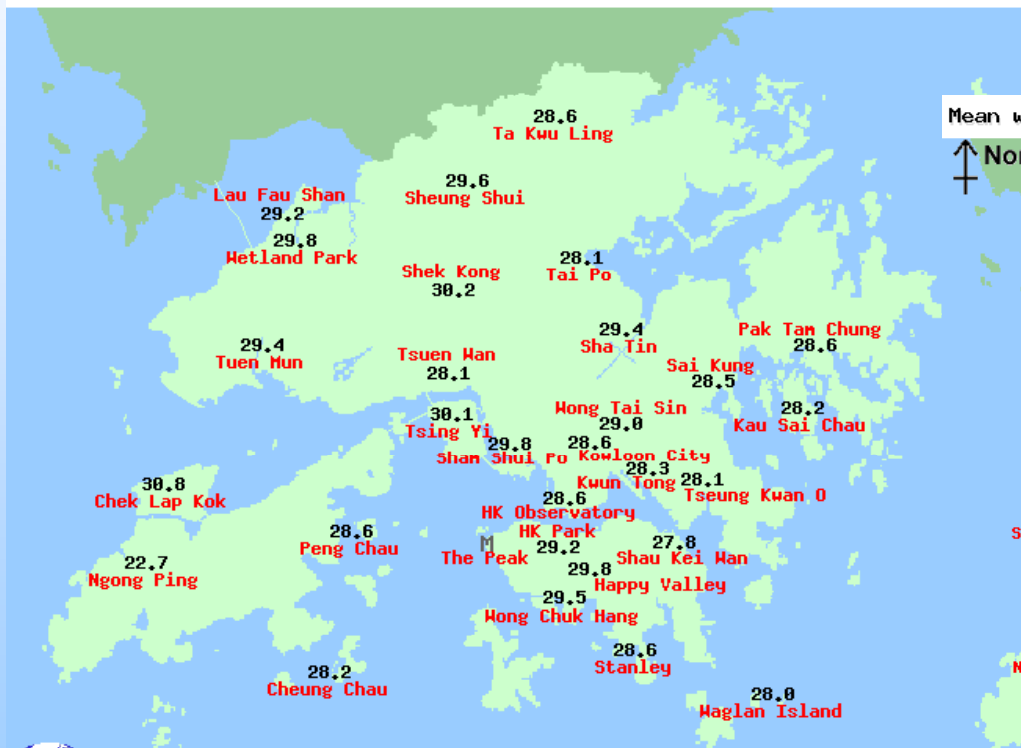 28.6
Ta Kwu Ling
Mean w
Nor
29.6
Sheung Shui
Lau Fau Shan
29.2
29.8
Wetland Park
Shek Kong
30.2
28.1
Tai Po
29.4
Sha Tin
Pak Tam Chung
28.6
29.4
Tuen Mun
Tsuen Wan
28.1
Sai Kung
28.5
30.1
Tsing Yi
Wong Tai Sin
29.0
28.2
Kau Sai Chau
29.8
Sham Shui Po
28.6
Kowloon City
28.3
Kwun Tong
28.1
Tseung Kwan O
30.8
Chek Lap Kok
28.6
HK Observatory
28.6
Peng Chau
HK Park
29.2
M
The Peak
27.8
Shau Kei Wan
22.7
Ngong Ping
29.8
Happy Valley
29.5
Wong Chuk Hang
28.6
Stanley
28.2
Cheung Chau
28.0
Waglan Island
S
N